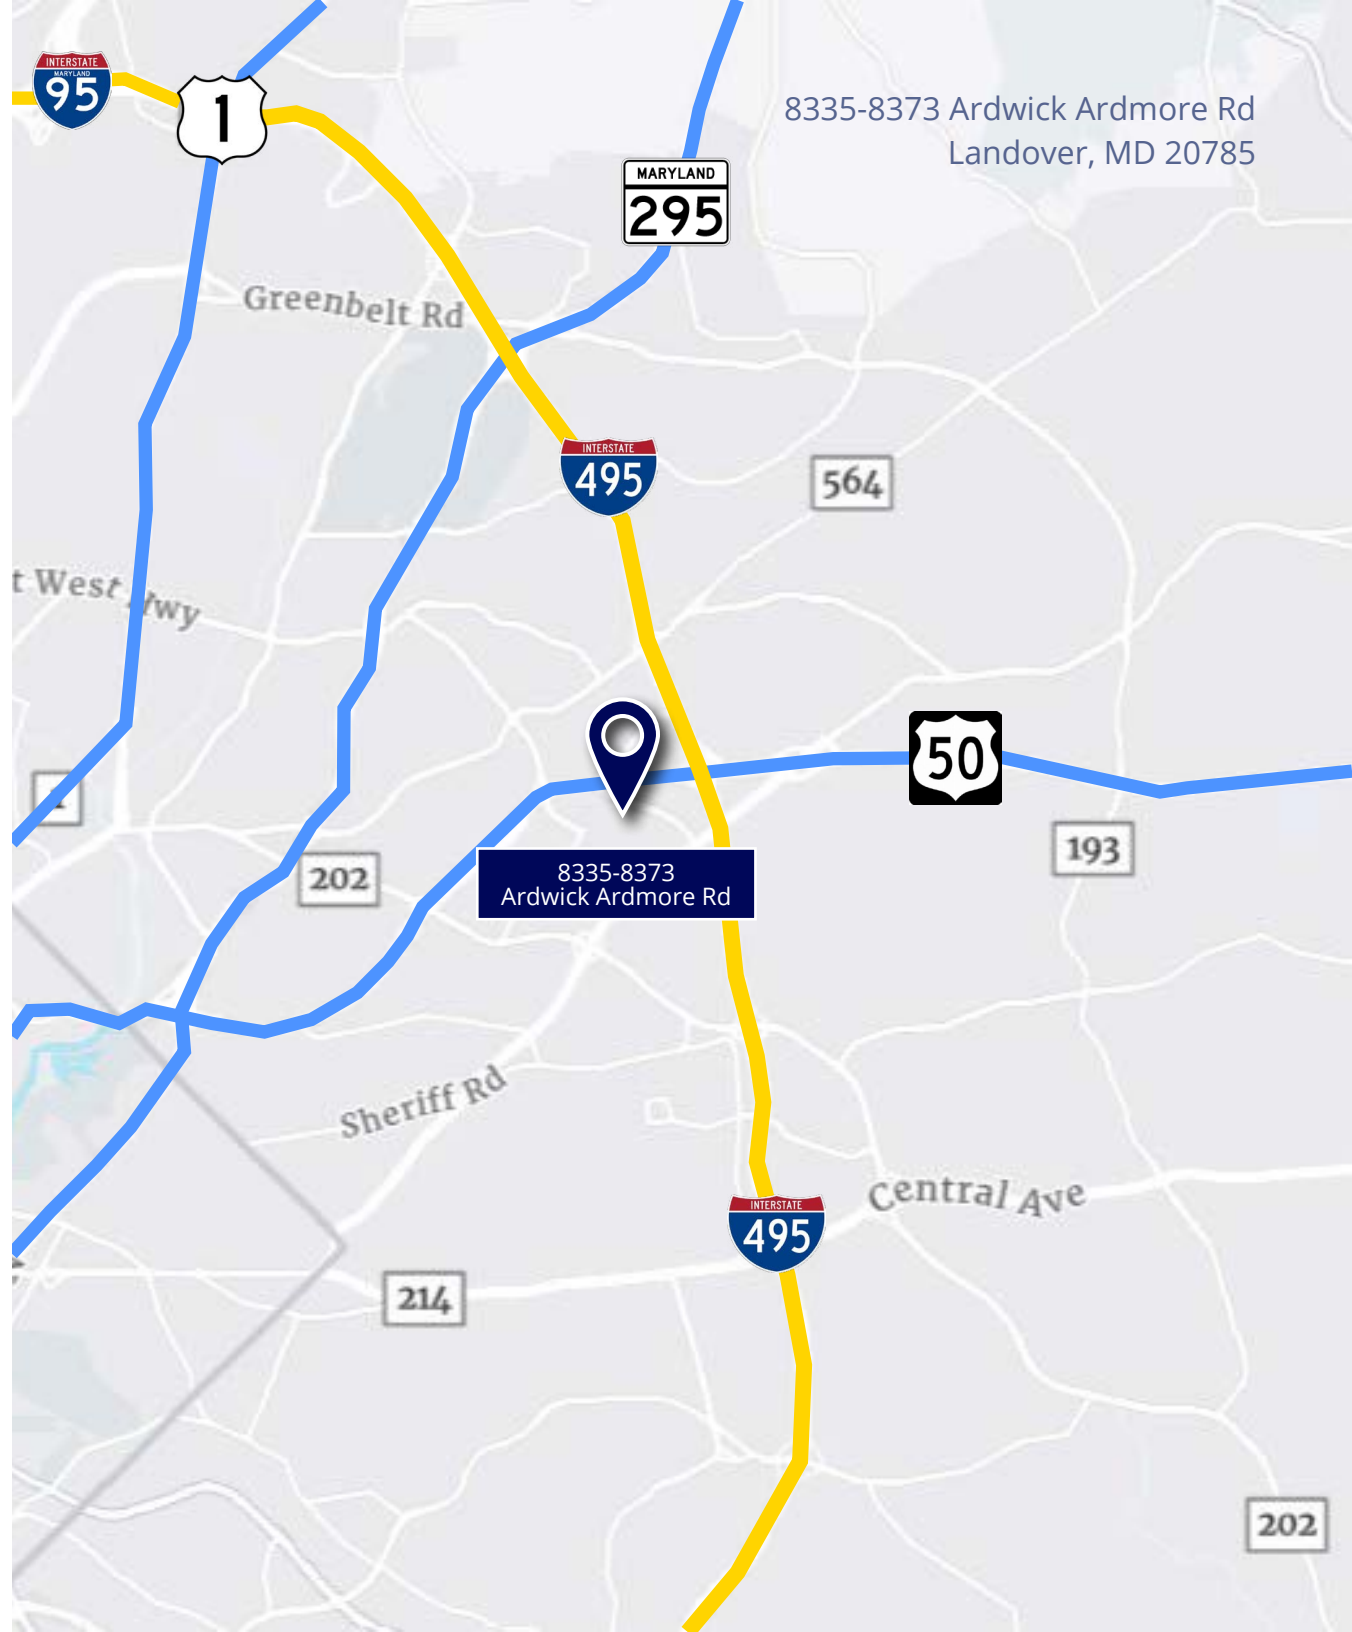 INTERSTATE
MARYLAND
95
1
8335-8373 Ardwick Ardmore Rd
Landover, MD 20785
MARYLAND
295
Greenbelt Rd
INTERSTATE
495
564
t West Hwy
50
193
202
8335-8373
Ardwick Ardmore Rd
Sheriff Rd
Central Ave
INTERSTATE
495
214
202